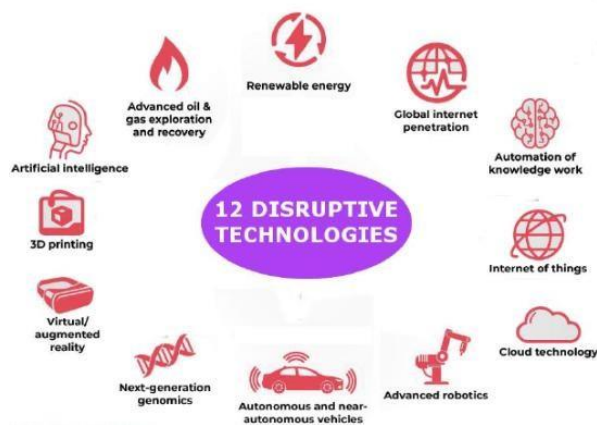 Renewable energy
Advanced oil &
gas exploration
and recovery
Global internet
penetration
Artificial intelligence
Automation of
knowledge work
12 DISRUPTIVE
TECHNOLOGIES
3D printing
Internet of things
Virtual/
augmented
reality
Cloud technology
Next-generation
genomics
Autonomous and near-
autonomous vehicles
Advanced robotics